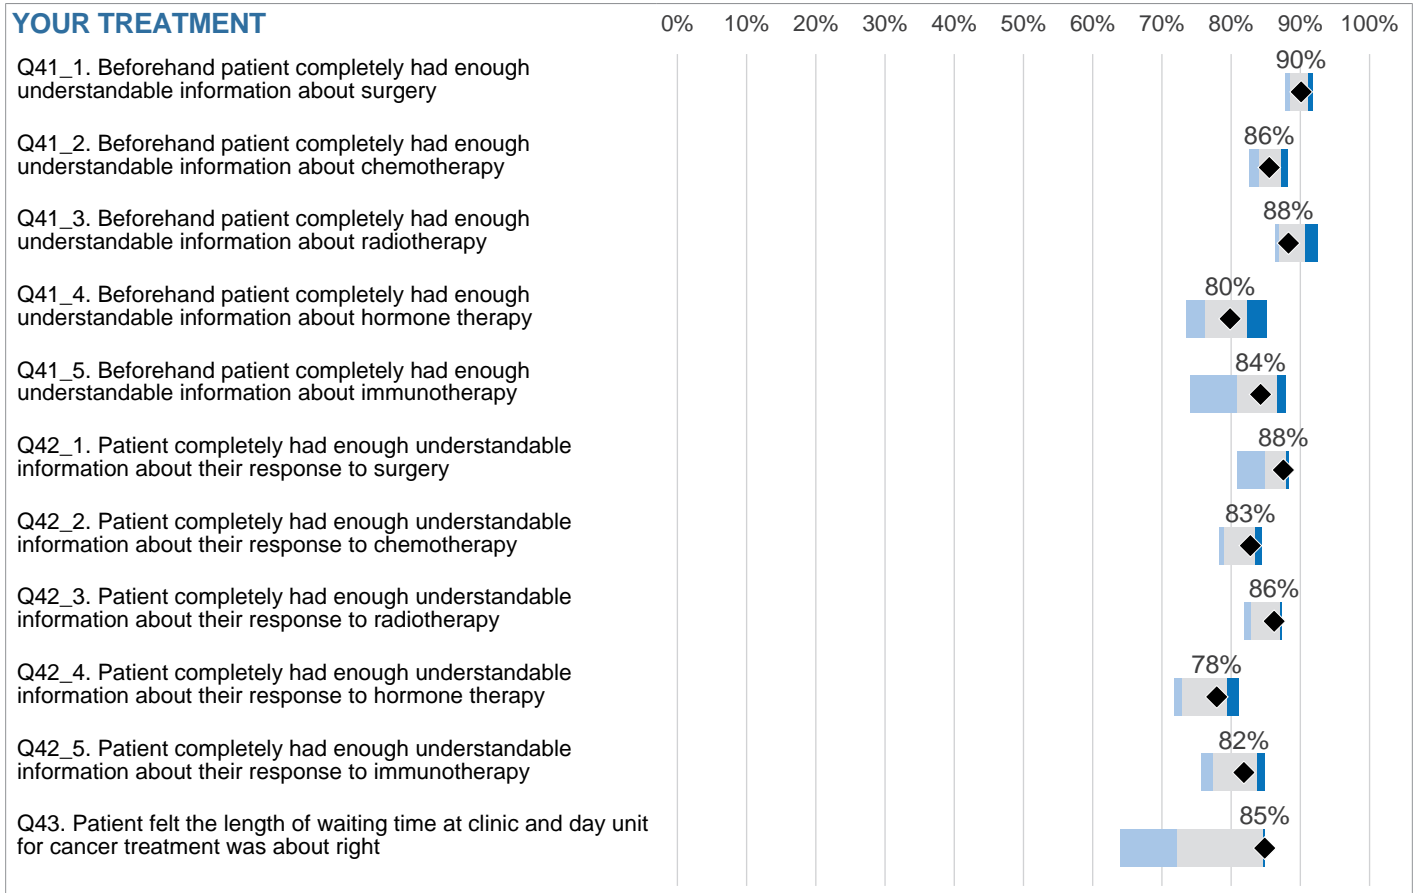 YOUR TREATMENT
0% 10% 20% 30% 40% 50% 60% 70% 80% 90% 100%
Q41_1. Beforehand patient completely had enough
understandable information about surgery
90%
Q41_2. Beforehand patient completely had enough
understandable information about chemotherapy
86%
Q41_3. Beforehand patient completely had enough
understandable information about radiotherapy
88%
Q41_4. Beforehand patient completely had enough
understandable information about hormone therapy
80%
Q41_5. Beforehand patient completely had enough
understandable information about immunotherapy
84%
Q42_1. Patient completely had enough understandable
information about their response to surgery
88%
Q42_2. Patient completely had enough understandable
information about their response to chemotherapy
83%
Q42_3. Patient completely had enough understandable
information about their response to radiotherapy
86%
Q42_4. Patient completely had enough understandable
information about their response to hormone therapy
78%
Q42_5. Patient completely had enough understandable
information about their response to immunotherapy
82%
Q43. Patient felt the length of waiting time at clinic and day unit
for cancer treatment was about right
85%